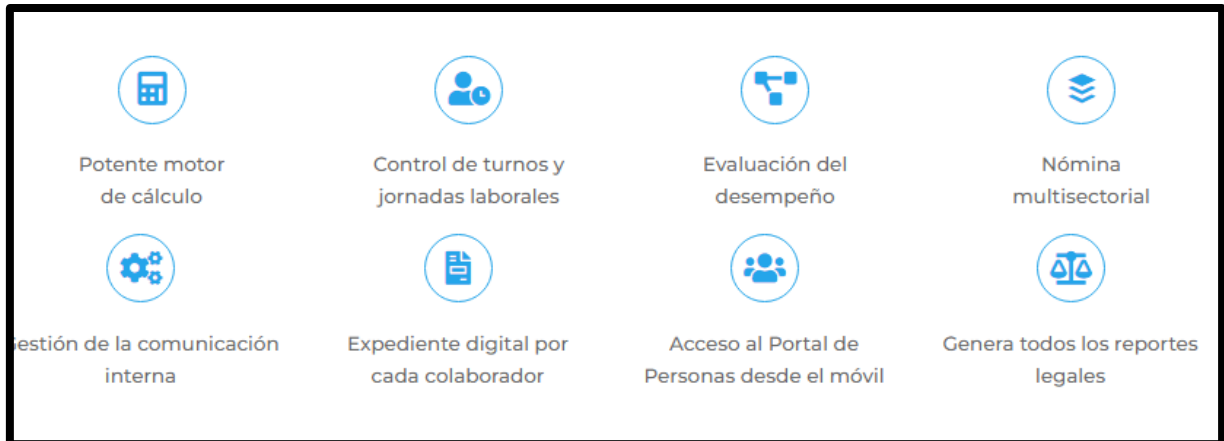 Potente motor
de cálculo
Control de turnos y
jornadas laborales
Evaluación del
desempeño
Nómina
multisectorial
estión de la comunicación
interna
Expediente digital por
cada colaborador
Acceso al Portal de
Personas desde el móvil
Genera todos los reportes
legales